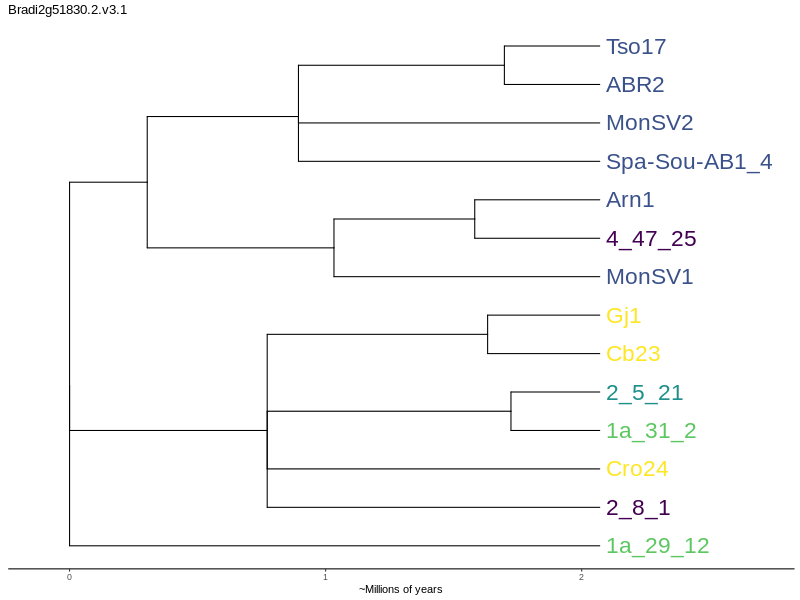 Bradi2g51830.2.v3.1
Tso17
ABR2
MonSV2
Spa-Sou-AB1_4
Arn1
4_47_25
MonSV1
Gj1
Cb23
2_5_21
1a_31_2
Cro24
2_8_1
1a_29_12
0 1 2
~Millions of years